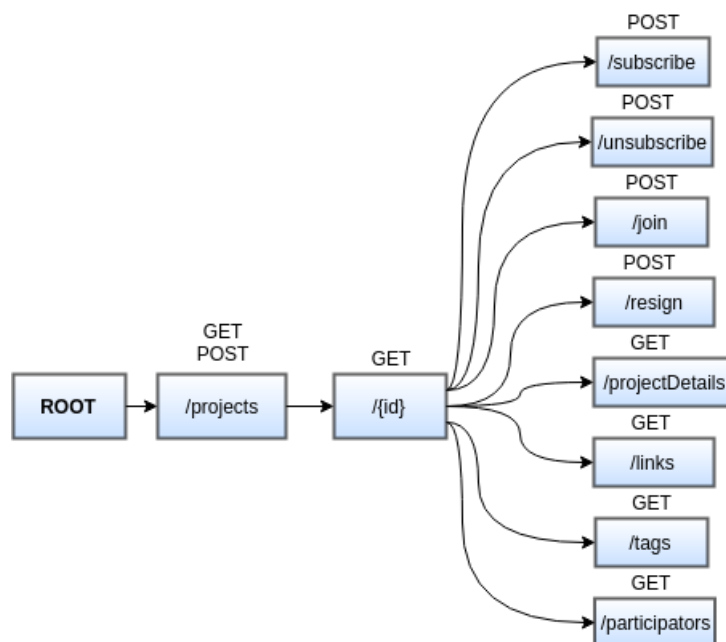 POST
/subscribe
POST
/unsubscribe
POST
/join
POST
/resign
GET
POST
GET
GET
ROOT
/projects
/{id}
/projectDetails
GET
/links
GET
/tags
GET
/participators